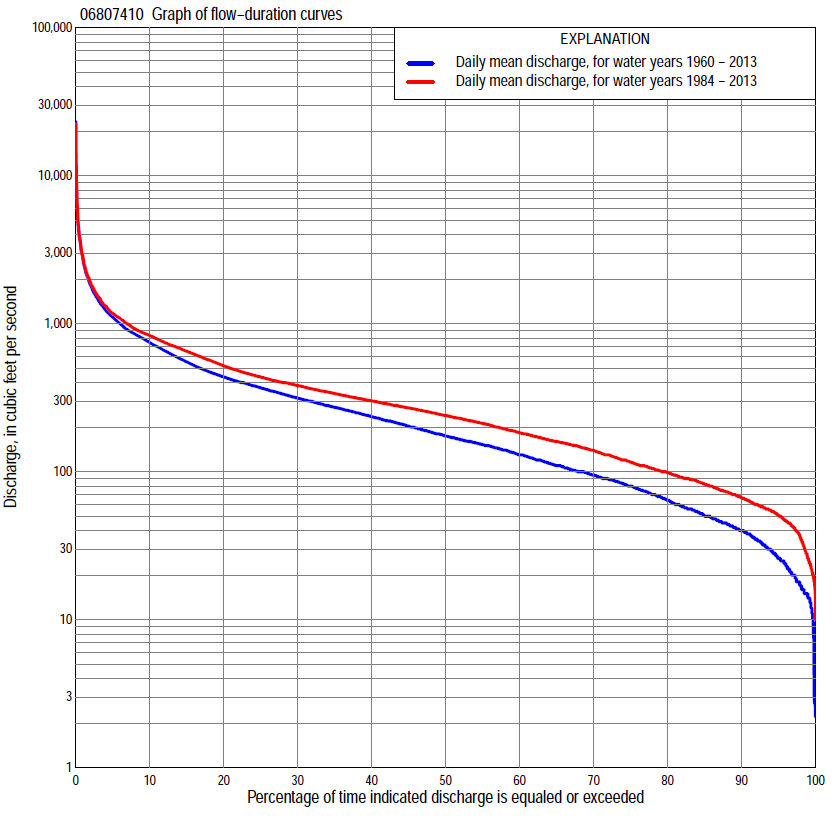 06807410 Graph of flow−duration curves
EXPLANATION
Daily mean discharge, for water years 1960 − 2013
Daily mean discharge, for water years 1984 − 2013
Discharge, in cubic feet per second
100,000
30,000
10,000
3,000
1,000
300
100
30
10
3
1
0 10 20 30 40 50 60 70 80 90 100
Percentage of time indicated discharge is equaled or exceeded